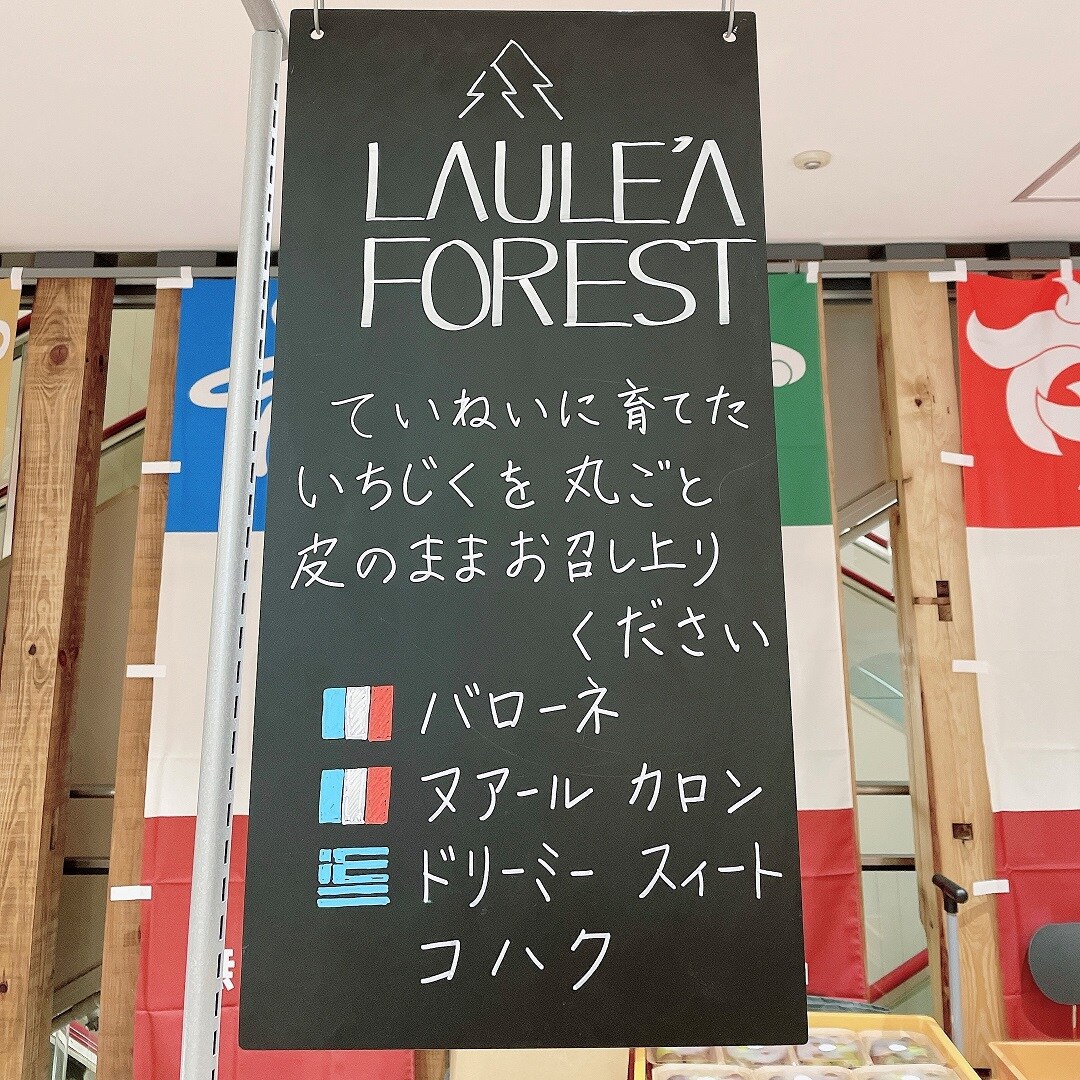 LAULE'A
FOREST
ていねいに育てた
いちじくを丸ごと
皮のままお召し上り
ください
バローネ
ヌアール カロン
ドリーミー スィート
コハク